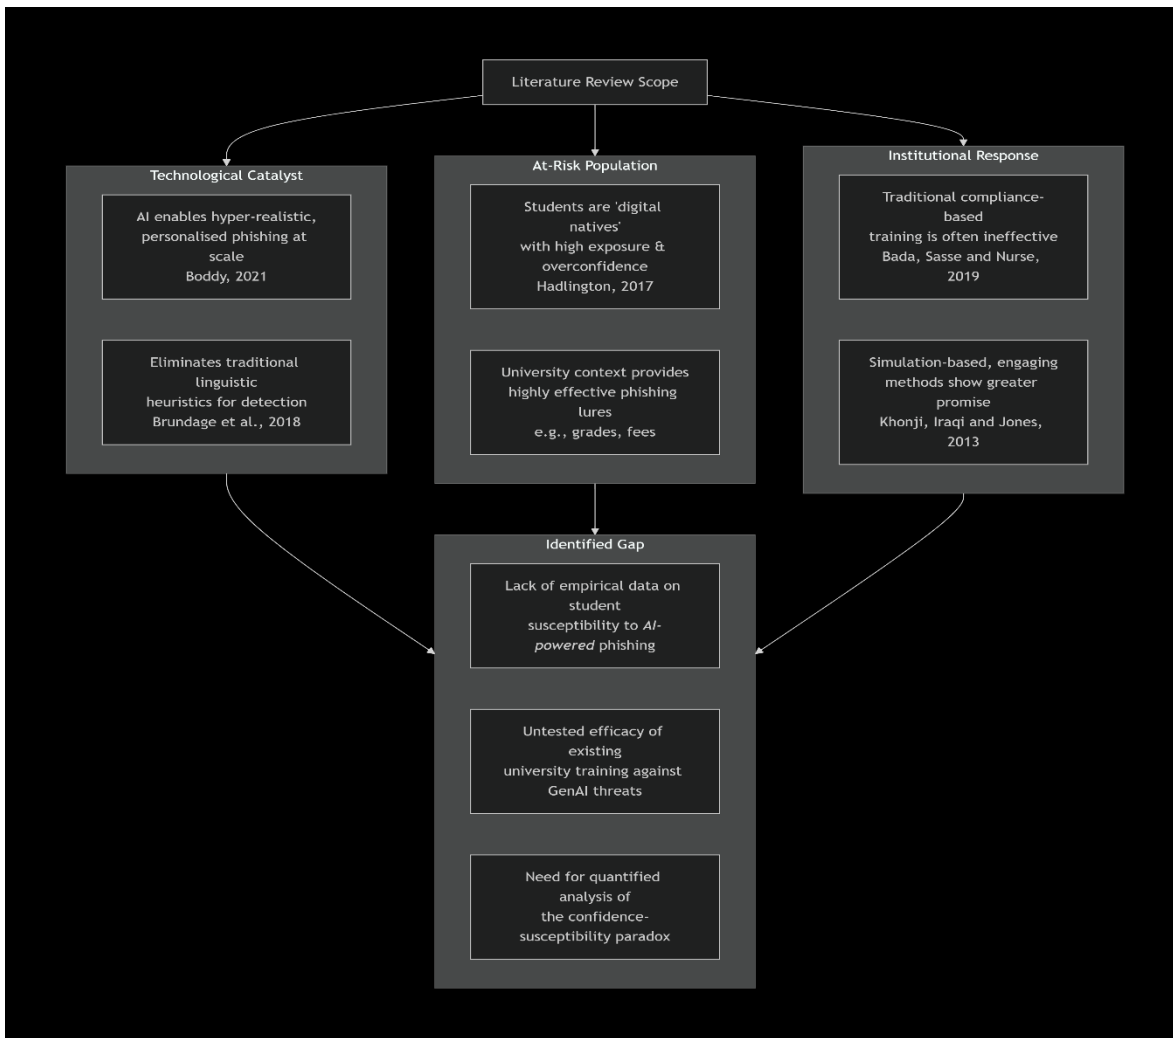 Literature Review Scope
Technological Catalyst
AI enables hyper-realistic,
personalised phishing at
scale
Boddy, 2021
Eliminates traditional
linguistic
heuristics for detection
Brundage et al., 2018
At-Risk Population
Students are 'digital
natives'
with high exposure &
overconfidence
Hadlington, 2017
University context provides
highly effective phishing
lures
e.g., grades, fees
Institutional Response
Traditional compliance-
based
training is often ineffective
Bada, Sasse and Nurse,
2019
Simulation-based, engaging
methods show greater
promise
Khonji, Iraqi and Jones,
2013
Identified Gap
Lack of empirical data on
student
susceptibility to AI-
powered phishing
Untested efficacy of
existing
university training against
GenAI threats
Need for quantified
analysis of
the confidence-
susceptibility paradox